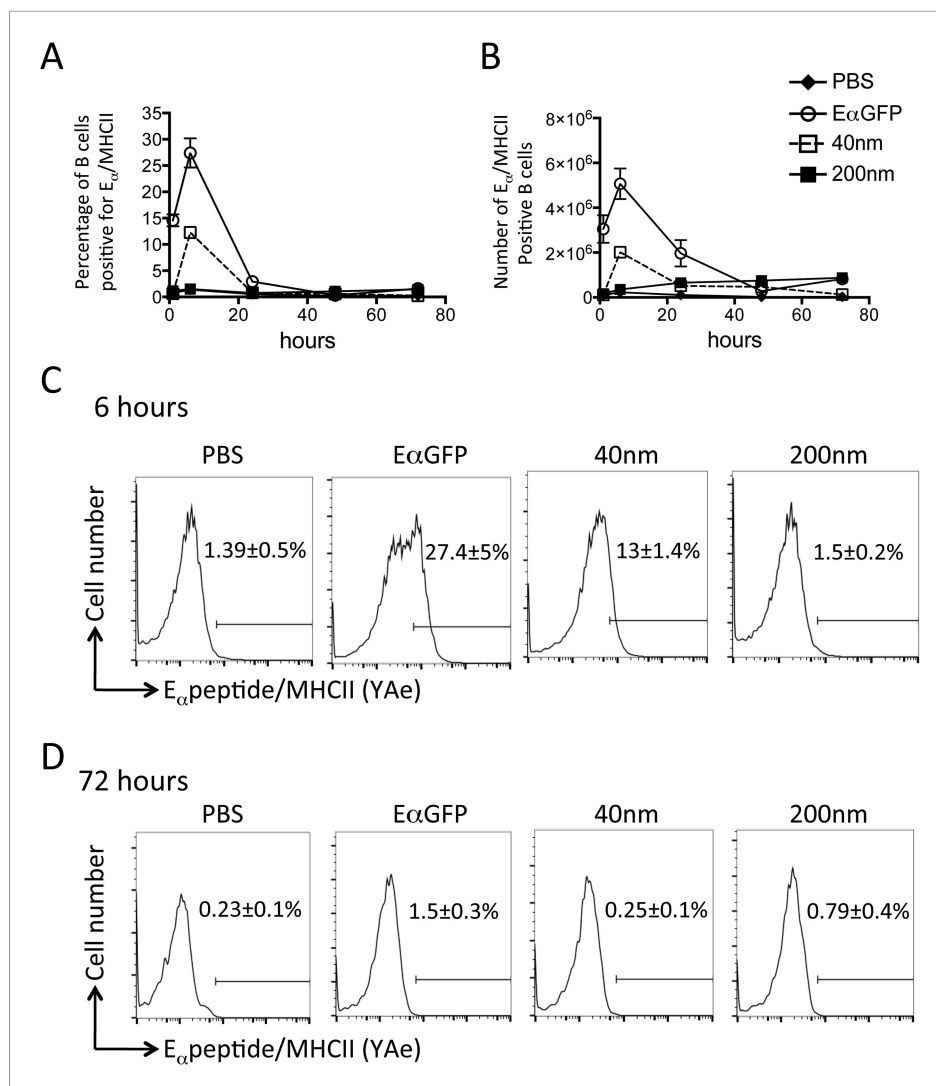 A
B
PBS
EαGFP
40nm
200nm
Percentage of B cells
positive for Eα/MHCII
35
30
25
20
15
10
5
0
0 20 40 60 80
hours
Number of Eα/MHCII
Positive B cells
8×10⁶
6×10⁶
4×10⁶
2×10⁶
0
0 20 40 60 80
hours
C
6 hours
PBS EαGFP 40nm 200nm
Cell number
1.39±0.5% 27.4±5% 13±1.4% 1.5±0.2%
Eαpeptide/MHCII (YAe)
D
72 hours
PBS EαGFP 40nm 200nm
Cell number
0.23±0.1% 1.5±0.3% 0.25±0.1% 0.79±0.4%
Eαpeptide/MHCII (YAe)